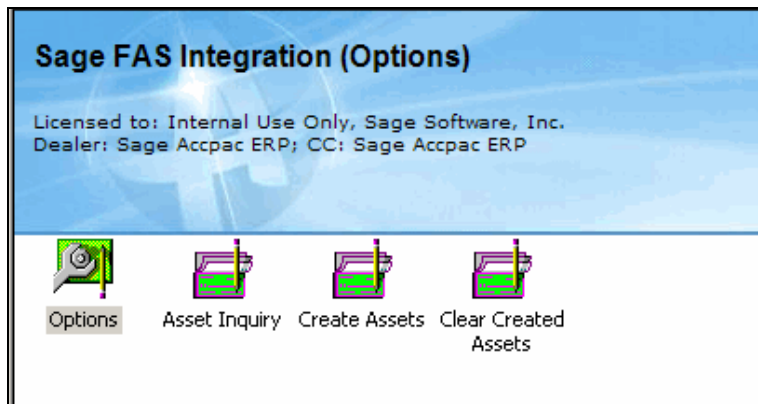 Sage FAS Integration (Options)
Licensed to: Internal Use Only, Sage Software, Inc.
Dealer: Sage Accpac ERP; CC: Sage Accpac ERP
Options
Asset Inquiry
Create Assets
Clear Created
Assets